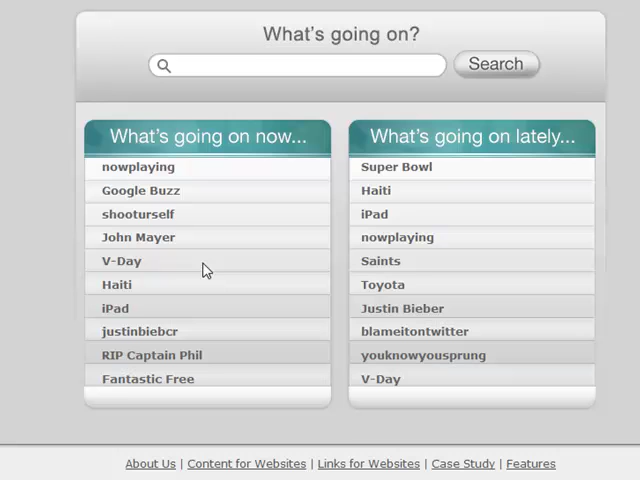 What's going on?
Search
What's going on now...
nowplaying
Google Buzz
shooturself
John Mayer
V-Day
Haiti
iPad
justinbiebcr
RIP Captain Phil
Fantastic Free
What's going on lately...
Super Bowl
Haiti
iPad
nowplaying
Saints
Toyota
Justin Bieber
blameitontwitter
youknowyousprung
V-Day
About Us | Content for Websites | Links for Websites | Case Study | Features